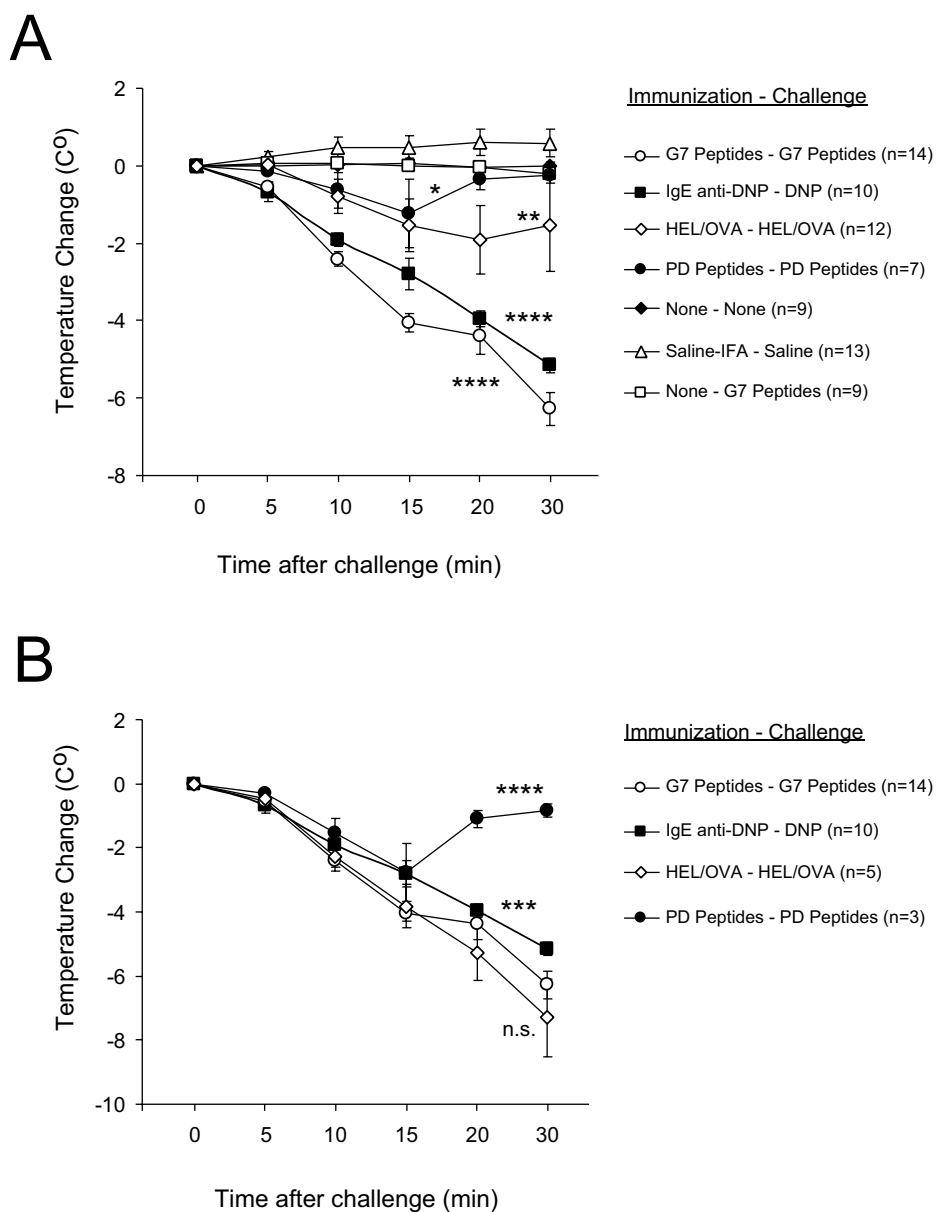 A
2
0
-2
-4
-6
-8
Temperature Change (Cº)
*
**
****
****
0 5 10 15 20 30
Time after challenge (min)
Immunization - Challenge
G7 Peptides - G7 Peptides (n=14)
IgE anti-DNP - DNP (n=10)
HEL/OVA - HEL/OVA (n=12)
PD Peptides - PD Peptides (n=7)
None - None (n=9)
Saline-IFA - Saline (n=13)
None - G7 Peptides (n=9)
B
2
0
-2
-4
-6
-8
-10
Temperature Change (Cº)
****
***
n.s.
0 5 10 15 20 30
Time after challenge (min)
Immunization - Challenge
G7 Peptides - G7 Peptides (n=14)
IgE anti-DNP - DNP (n=10)
HEL/OVA - HEL/OVA (n=5)
PD Peptides - PD Peptides (n=3)